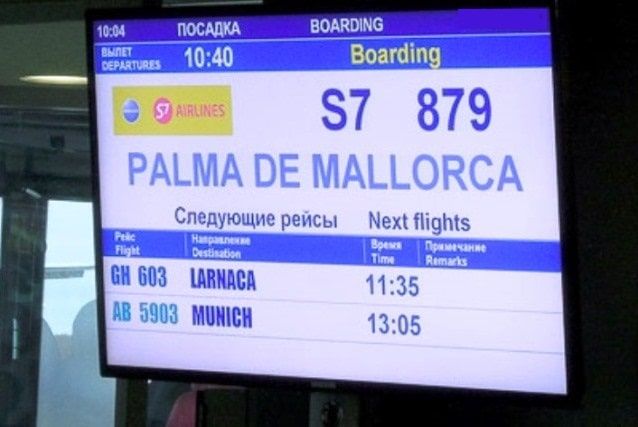 10:04 ПОСАДКА BOARDING
ВЫЛЕТ
DEPARTURES 10:40 Boarding
S7 AIRLINES S7 879
PALMA DE MALLORCA
Следующие рейсы Next flights
Рейс Направление Время Примечание
Flight Destination Time Remarks
GH 603 LARNACA 11:35
AB 5903 MUNICH 13:05